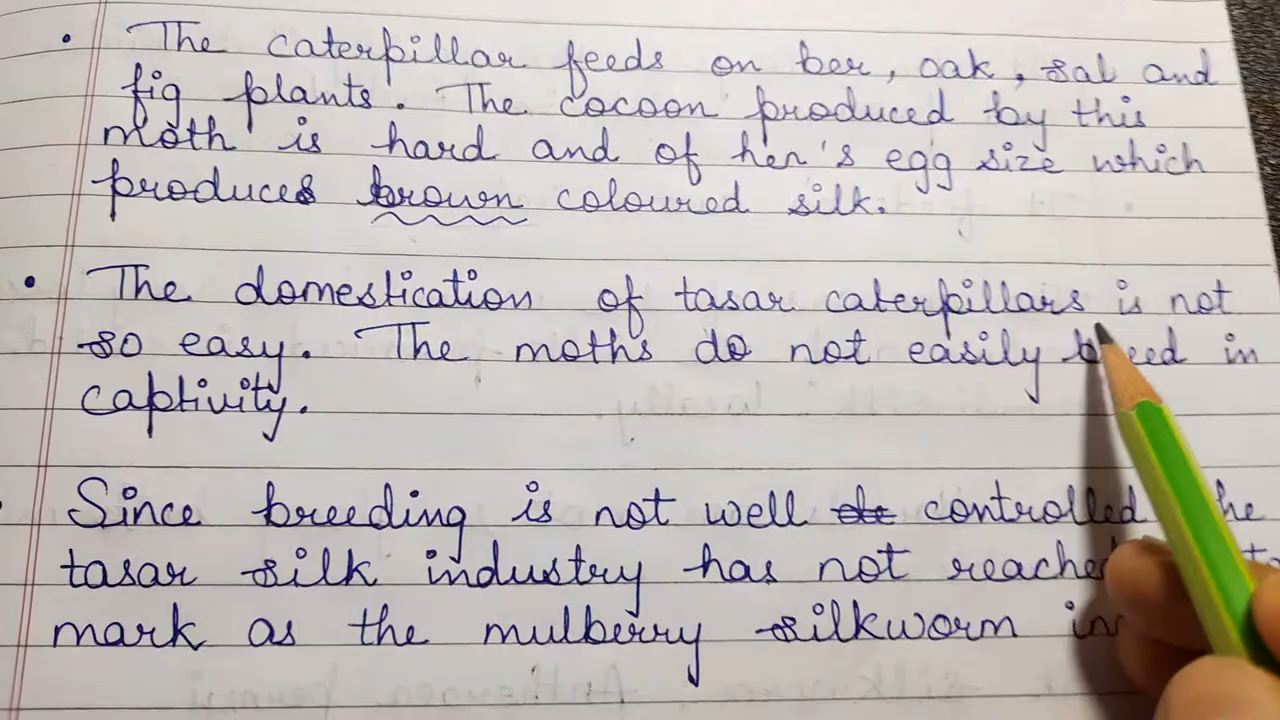 • The caterpillar feeds on ber, oak, sal and
fig plants. The cocoon produced by this
moth is hard and of hen's egg size which
produces brown coloured silk.
• The domestication of tasar caterpillars is not
so easy. The moths do not easily breed in
captivity.
Since breeding is not well controlled
tasar silk industry has not
mark as the mulberry silkworm